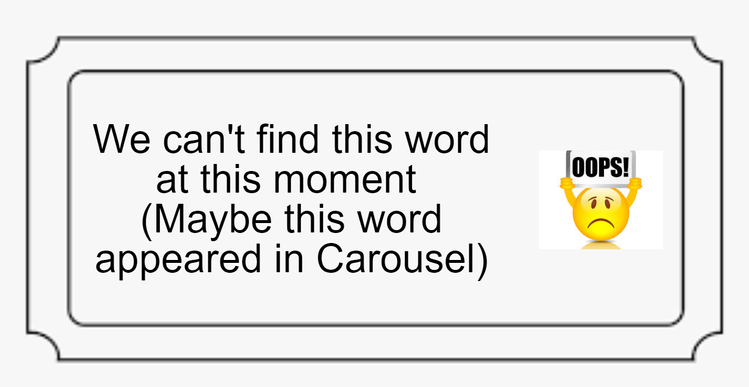 We can't find this word
at this moment
(Maybe this word
appeared in Carousel)
OOPS!